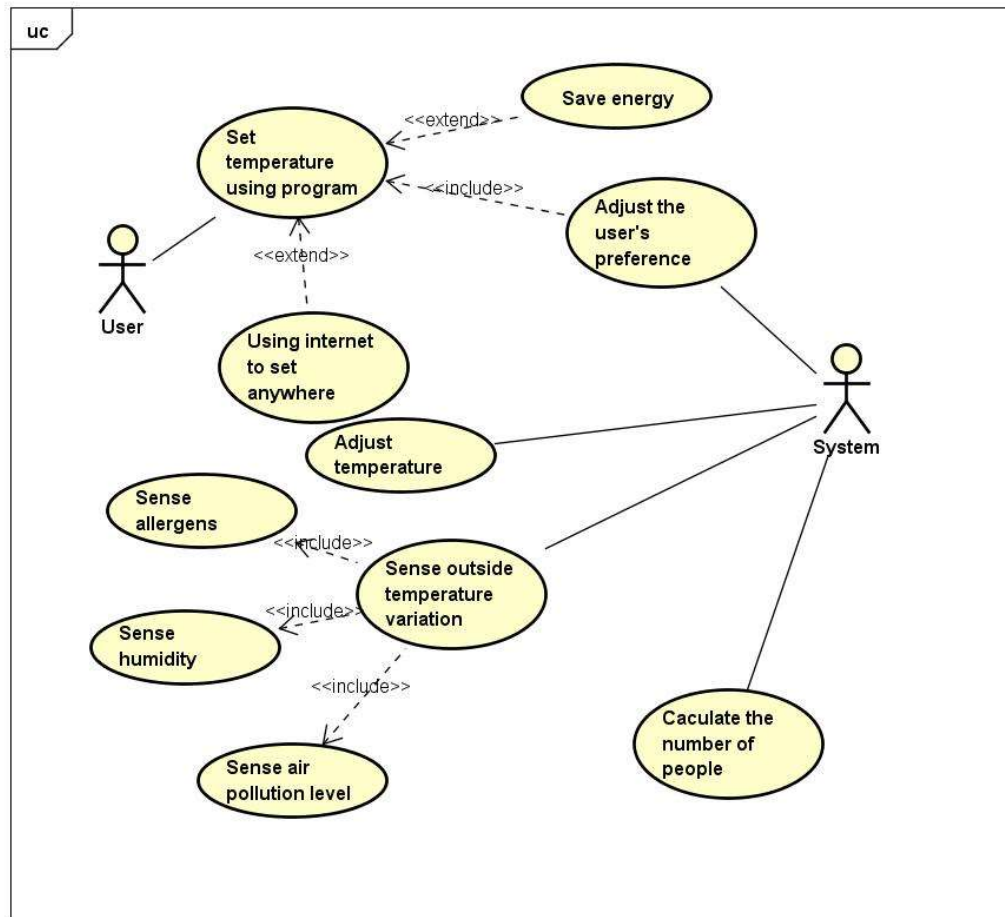 uc
Save energy
<<extend>>
Set
temperature
using program
<<include>>
Adjust the
user's
preference
<<extend>>
User
Using internet
to set
anywhere
Adjust
temperature
System
Sense
allergens
<<include>>
Sense outside
temperature
variation
<<include>>
Sense
humidity
<<include>>
Caculate the
number of
people
Sense air
pollution level